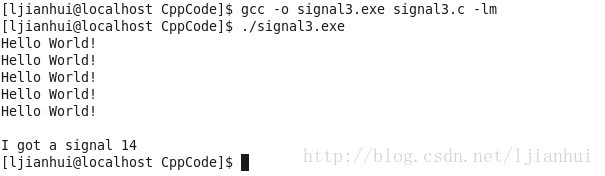 [ljianhui@localhost CppCode]$ gcc -o signal3.exe signal3.c -lm
[ljianhui@localhost CppCode]$ ./signal3.exe
Hello World!
Hello World!
Hello World!
Hello World!
Hello World!
I got a signal 14
[ljianhui@localhost CppCode]$
http://blog.csdn.net/ljianhui